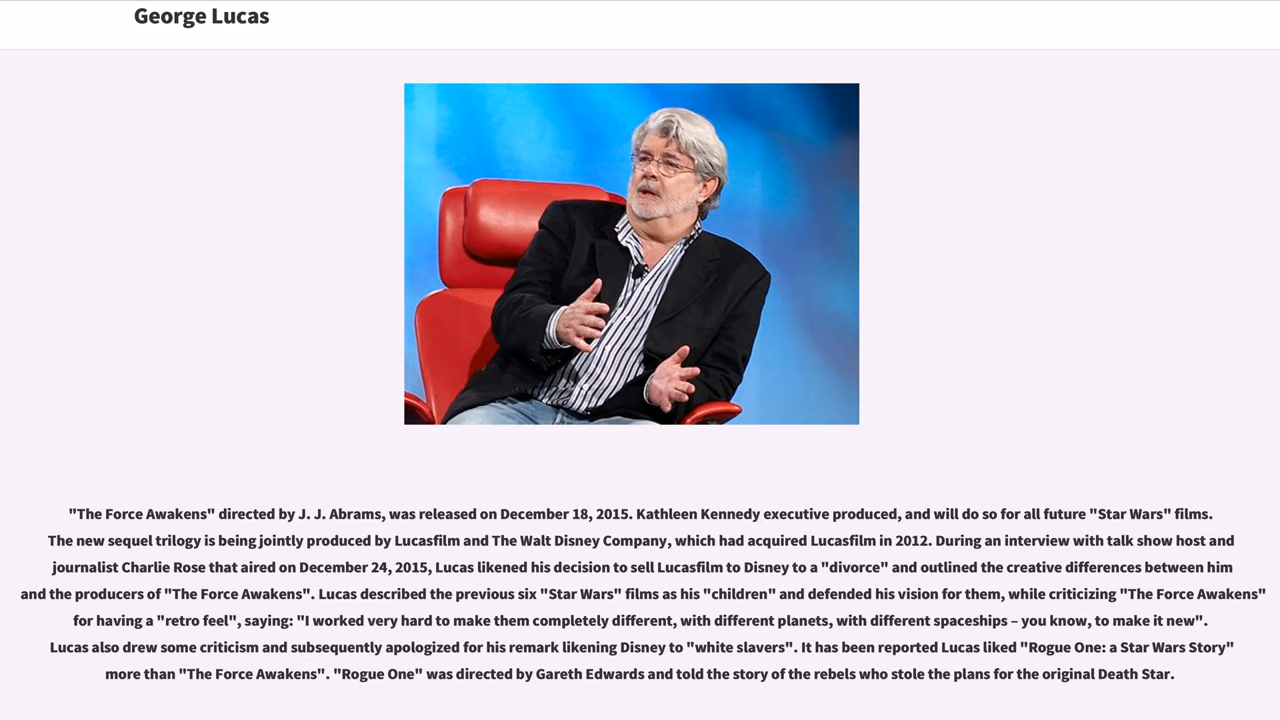 George Lucas
"The Force Awakens" directed by J. J. Abrams, was released on December 18, 2015. Kathleen Kennedy executive produced, and will do so for all future "Star Wars" films.
The new sequel trilogy is being jointly produced by Lucasfilm and The Walt Disney Company, which had acquired Lucasfilm in 2012. During an interview with talk show host and
journalist Charlie Rose that aired on December 24, 2015, Lucas likened his decision to sell Lucasfilm to Disney to a "divorce" and outlined the creative differences between him
and the producers of "The Force Awakens". Lucas described the previous six "Star Wars" films as his "children" and defended his vision for them, while criticizing "The Force Awakens"
for having a "retro feel", saying: "I worked very hard to make them completely different, with different planets, with different spaceships – you know, to make it new".
Lucas also drew some criticism and subsequently apologized for his remark likening Disney to "white slavers". It has been reported Lucas liked "Rogue One: a Star Wars Story"
more than "The Force Awakens". "Rogue One" was directed by Gareth Edwards and told the story of the rebels who stole the plans for the original Death Star.